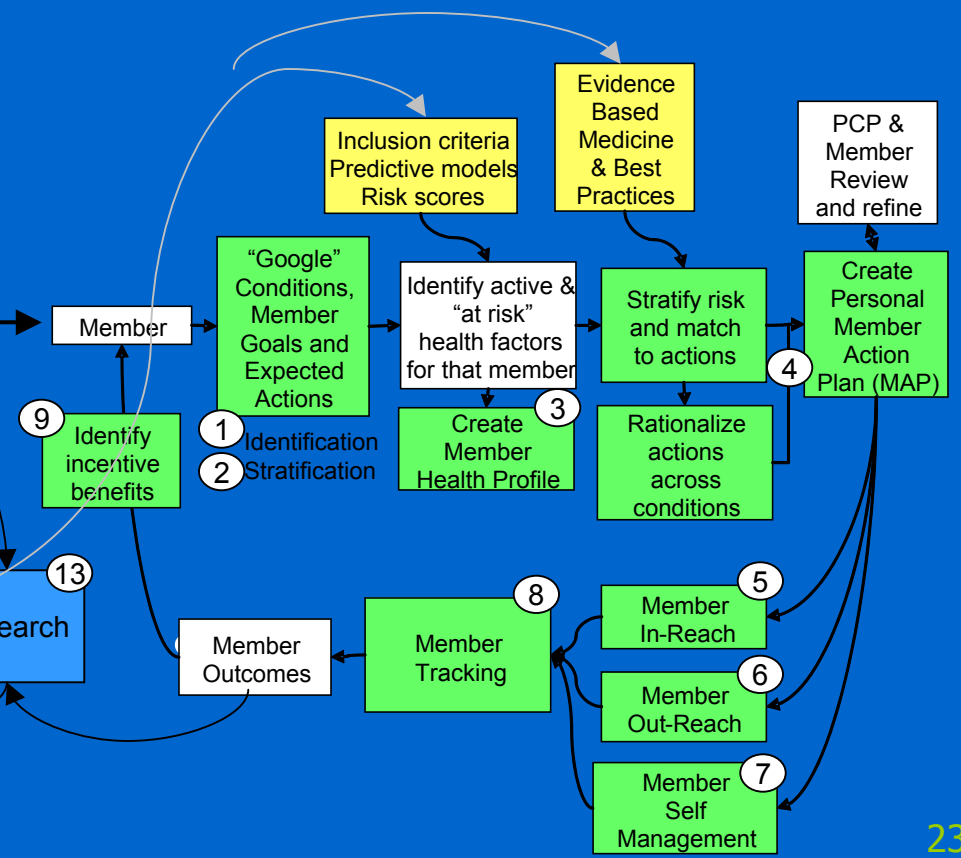 Evidence
Based
Medicine
& Best
Practices
PCP &
Member
Review
and refine
Inclusion criteria
Predictive models
Risk scores
Member
“Google”
Conditions,
Member
Goals and
Expected
Actions
Identify active &
“at risk”
health factors
for that member
Stratify risk
and match
to actions
Create
Personal
Member
Action
Plan (MAP)
4
9
Identify
incentive
benefits
1
Identification
2
Stratification
3
Create
Member
Health Profile
Rationalize
actions
across
conditions
13
earch
Member
Outcomes
8
Member
Tracking
5
Member
In-Reach
6
Member
Out-Reach
7
Member
Self
Management
23